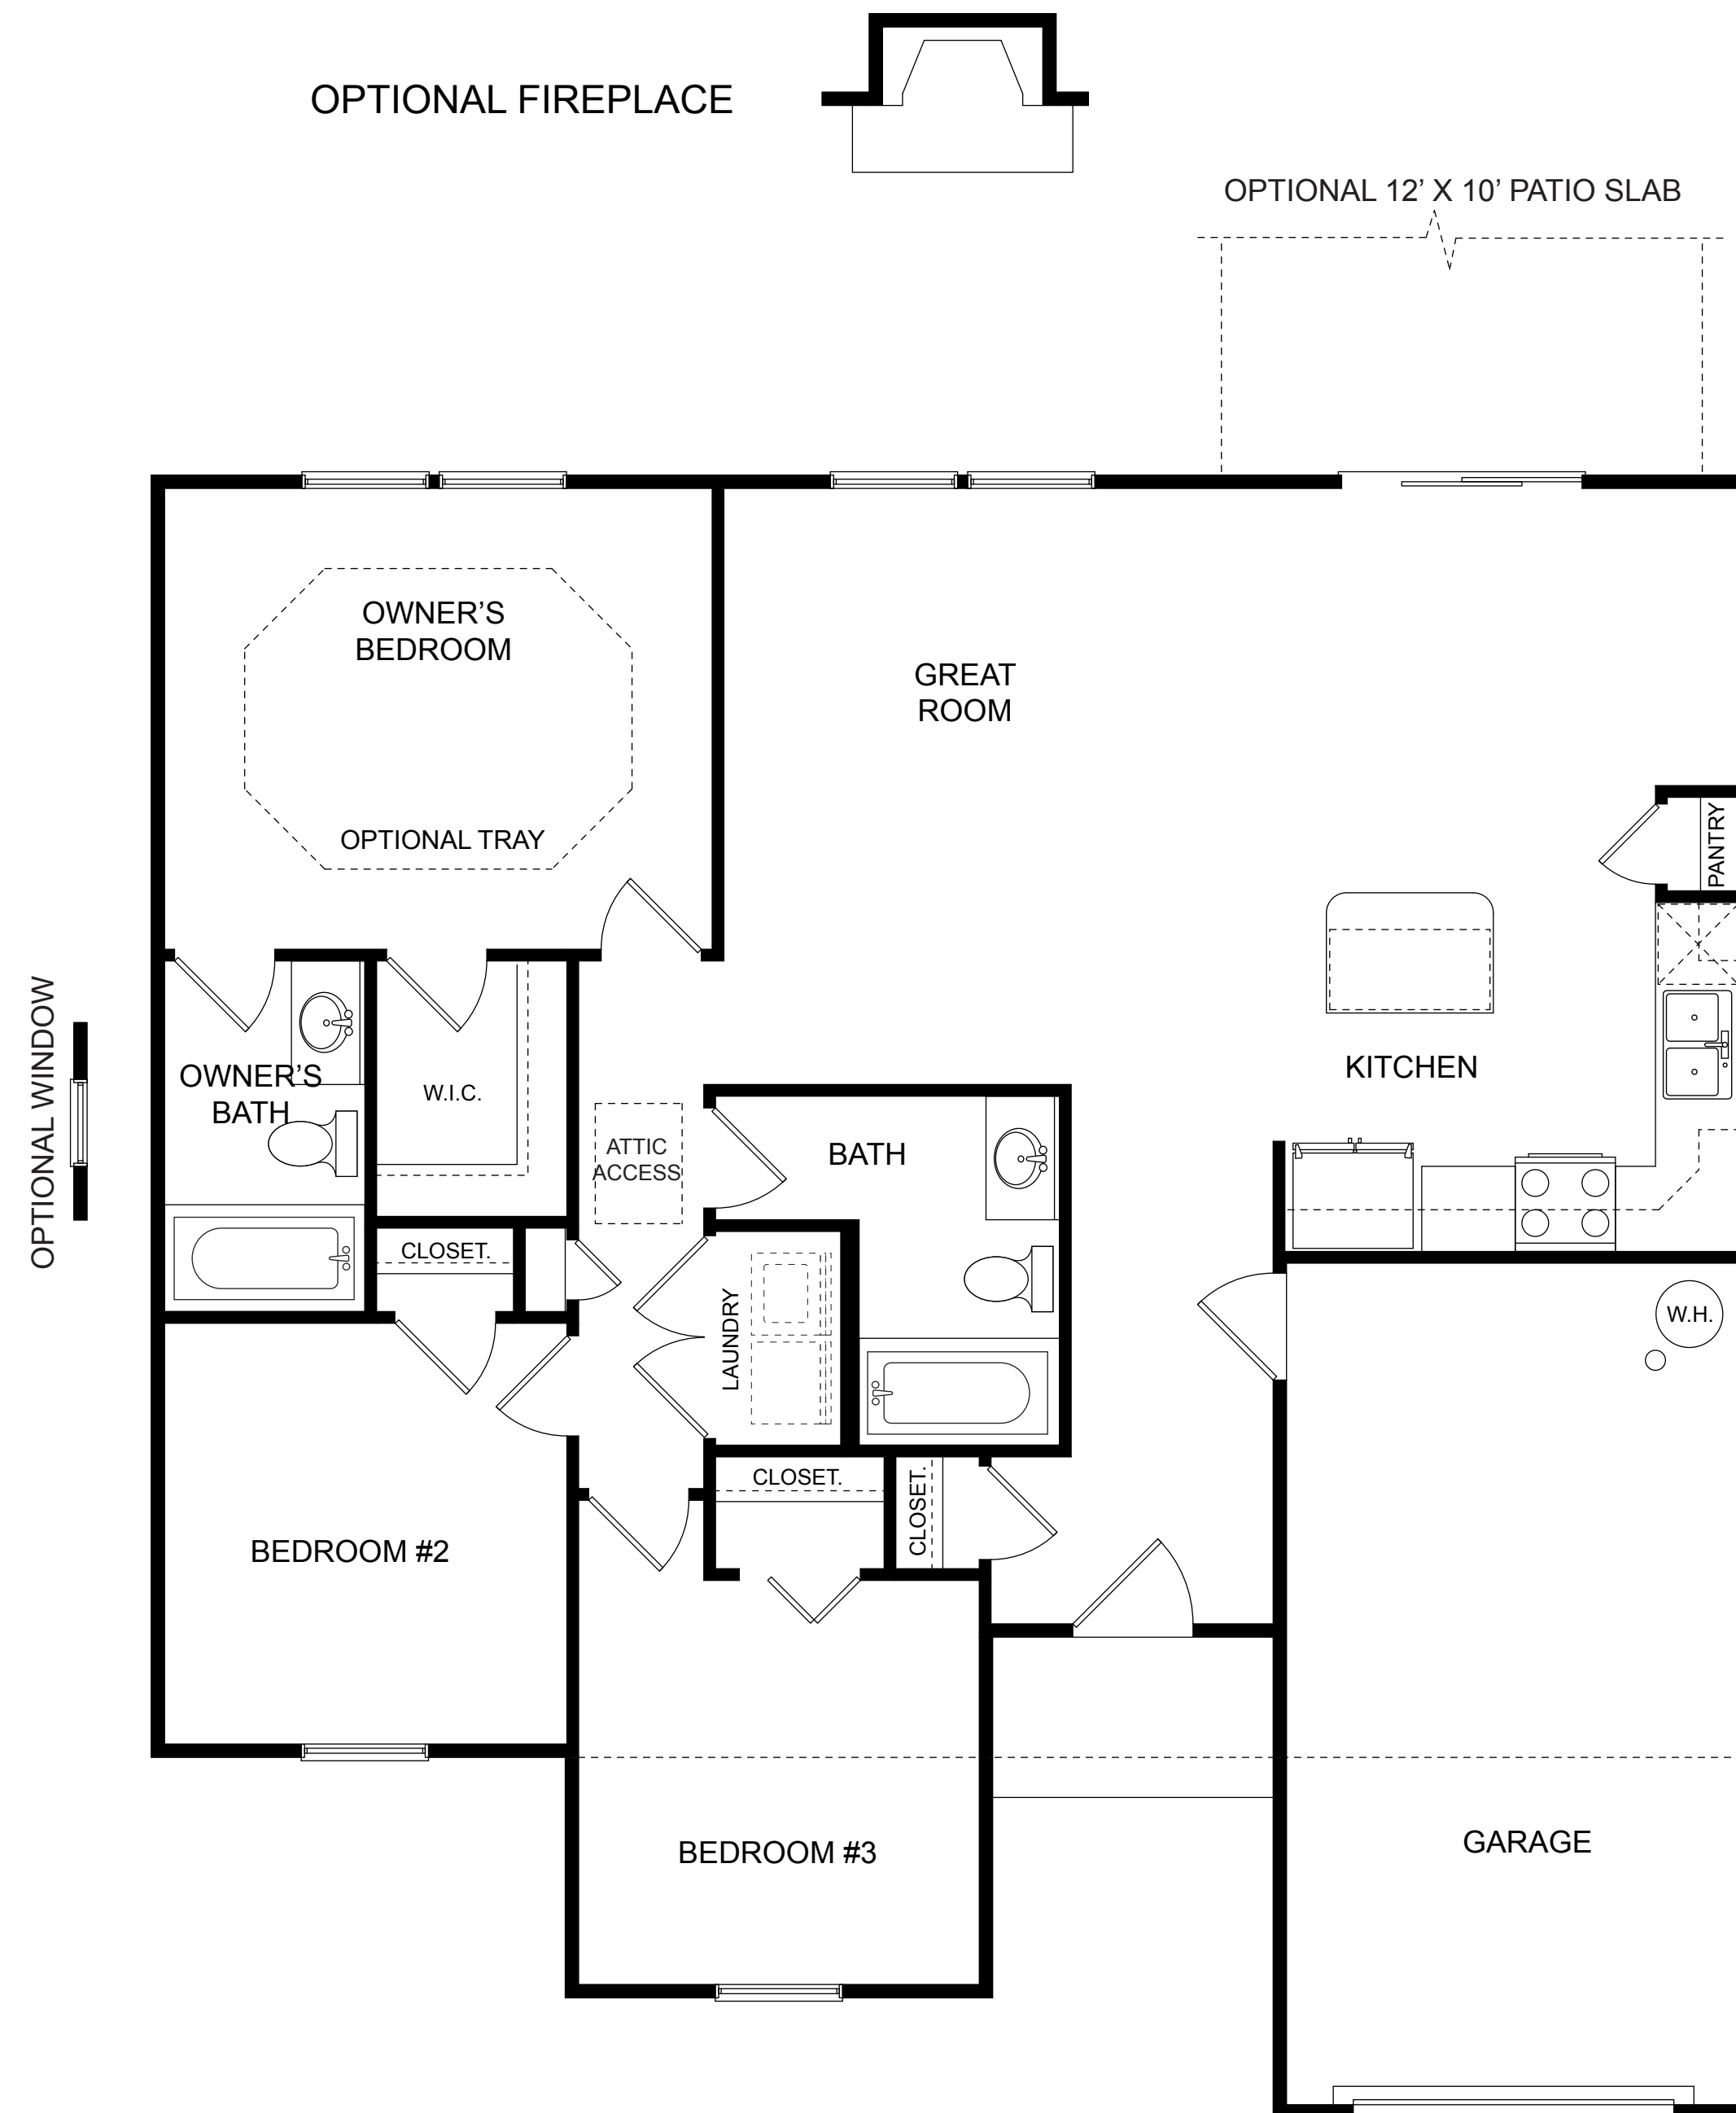 OPTIONAL FIREPLACE
OPTIONAL 12’ X 10’ PATIO SLAB
OWNER’S
BEDROOM
OPTIONAL TRAY
GREAT
ROOM
PANTRY
OPTIONAL WINDOW
OWNER’S
BATH
W.I.C.
KITCHEN
ATTIC
ACCESS
BATH
CLOSET.
LAUNDRY
W.H.
CLOSET.
CLOSET.
BEDROOM #2
BEDROOM #3
GARAGE